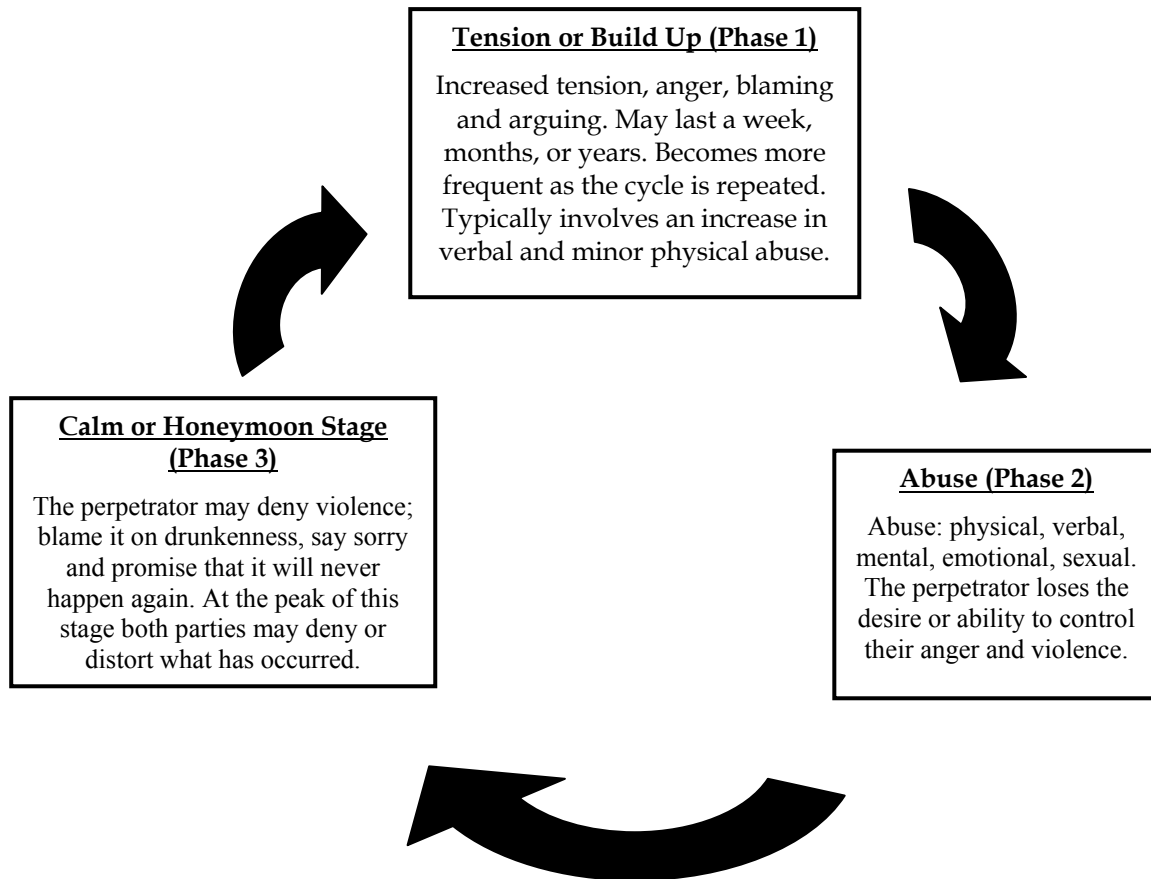 Tension or Build Up (Phase 1)
Increased tension, anger, blaming
and arguing. May last a week,
months, or years. Becomes more
frequent as the cycle is repeated.
Typically involves an increase in
verbal and minor physical abuse.
Abuse (Phase 2)
Abuse: physical, verbal,
mental, emotional, sexual.
The perpetrator loses the
desire or ability to control
their anger and violence.
Calm or Honeymoon Stage
(Phase 3)
The perpetrator may deny violence;
blame it on drunkenness, say sorry
and promise that it will never
happen again. At the peak of this
stage both parties may deny or
distort what has occurred.